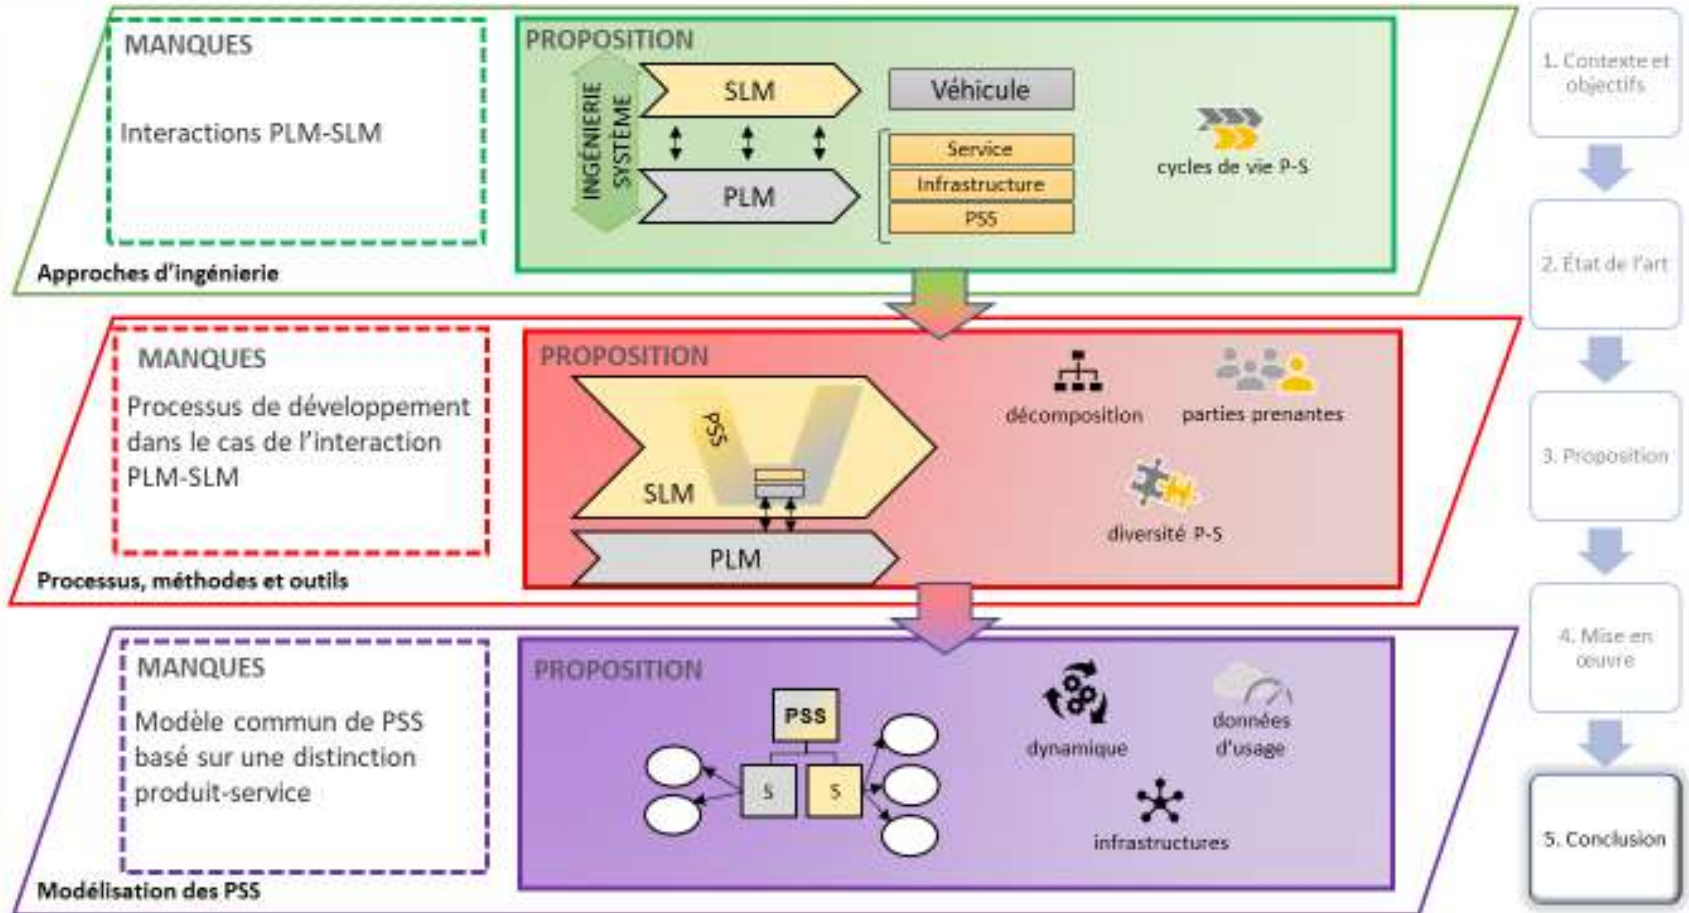 MANQUES
Interactions PLM-SLM
Approches d'ingénierie
PROPOSITION
INGÉNIERIE
SYSTÈME
SLM
PLM
Véhicule
Service
Infrastructure
PSS
cycles de vie P-S
MANQUES
Processus de développement
dans le cas de l'interaction
PLM-SLM
Processus, méthodes et outils
PROPOSITION
PSS
SLM
PLM
décomposition
parties prenantes
diversité P-S
MANQUES
Modèle commun de PSS
basé sur une distinction
produit-service
Modélisation des PSS
PROPOSITION
PSS
S
S
dynamique
données
d'usage
infrastructures
1. Contexte et
objectifs
2. État de l'art
3. Proposition
4. Mise en
œuvre
5. Conclusion